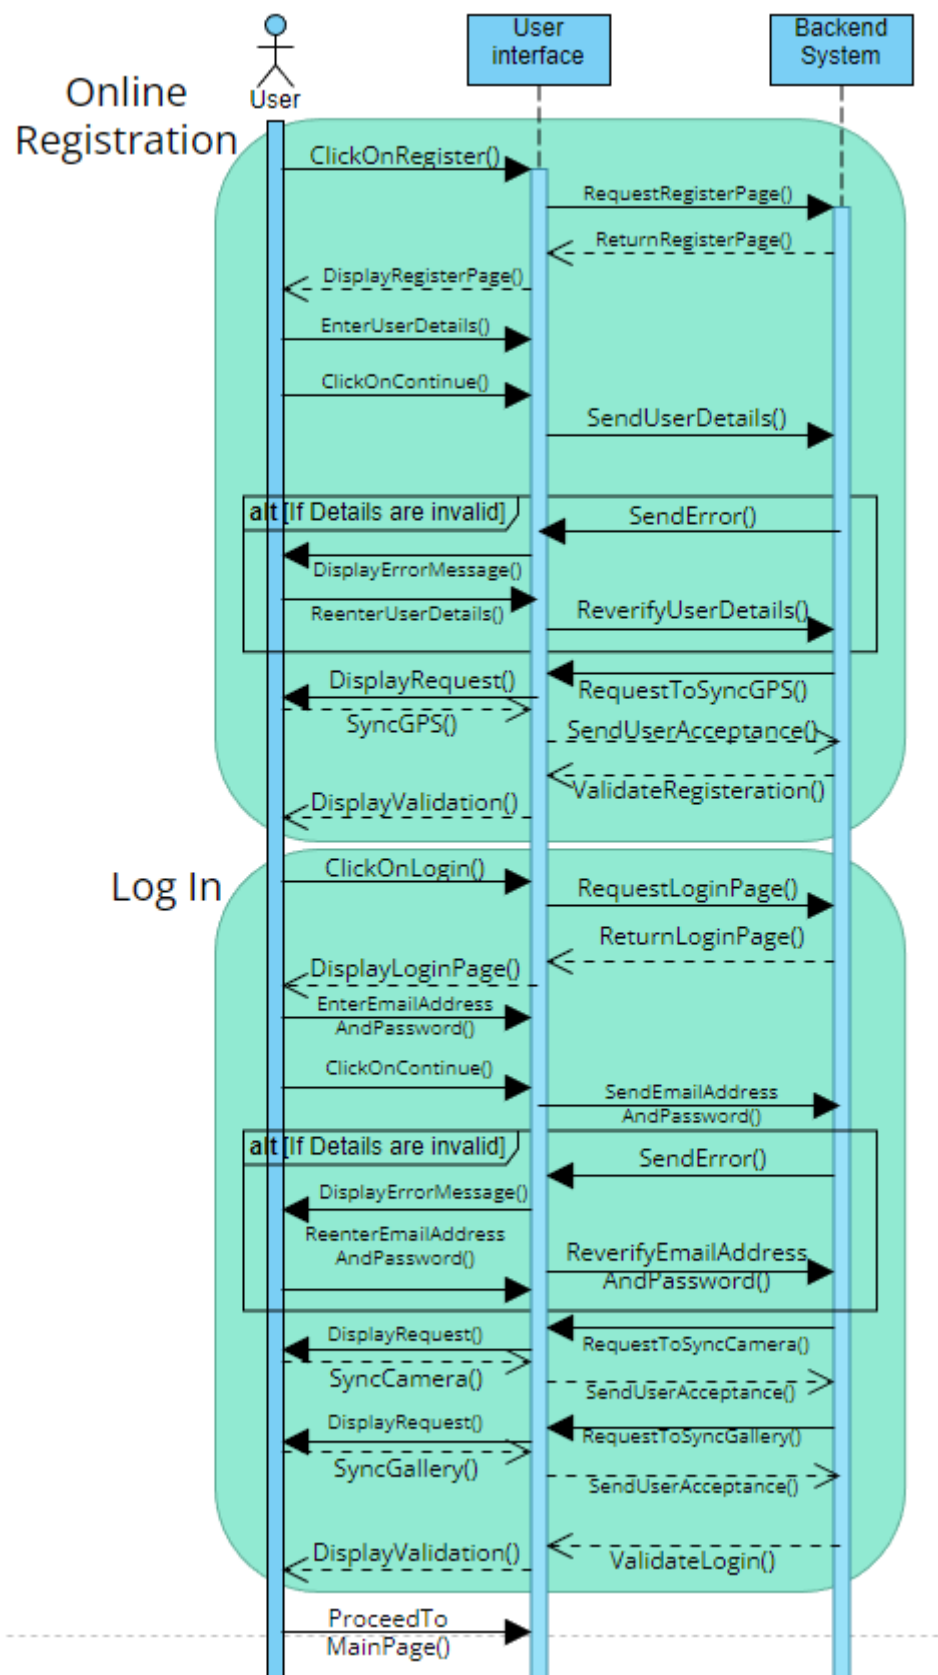 User
interface
Backend
System
User
Online
Registration
ClickOnRegister()
RequestRegisterPage()
ReturnRegisterPage()
DisplayRegisterPage()
EnterUserDetails()
ClickOnContinue()
SendUserDetails()
alt [If Details are invalid]
SendError()
DisplayErrorMessage()
ReenterUserDetails()
ReverifyUserDetails()
DisplayRequest()
RequestToSyncGPS()
SyncGPS()
SendUserAcceptance()
ValidateRegisteration()
DisplayValidation()
Log In
ClickOnLogin()
RequestLoginPage()
ReturnLoginPage()
DisplayLoginPage()
EnterEmailAddress
AndPassword()
ClickOnContinue()
SendEmailAddress
AndPassword()
alt [If Details are invalid]
SendError()
DisplayErrorMessage()
ReenterEmailAddress
AndPassword()
ReverifyEmailAddress
AndPassword()
DisplayRequest()
RequestToSyncCamera()
SyncCamera()
SendUserAcceptance()
DisplayRequest()
RequestToSyncGallery()
SyncGallery()
SendUserAcceptance()
DisplayValidation()
ValidateLogin()
ProceedTo
MainPage()